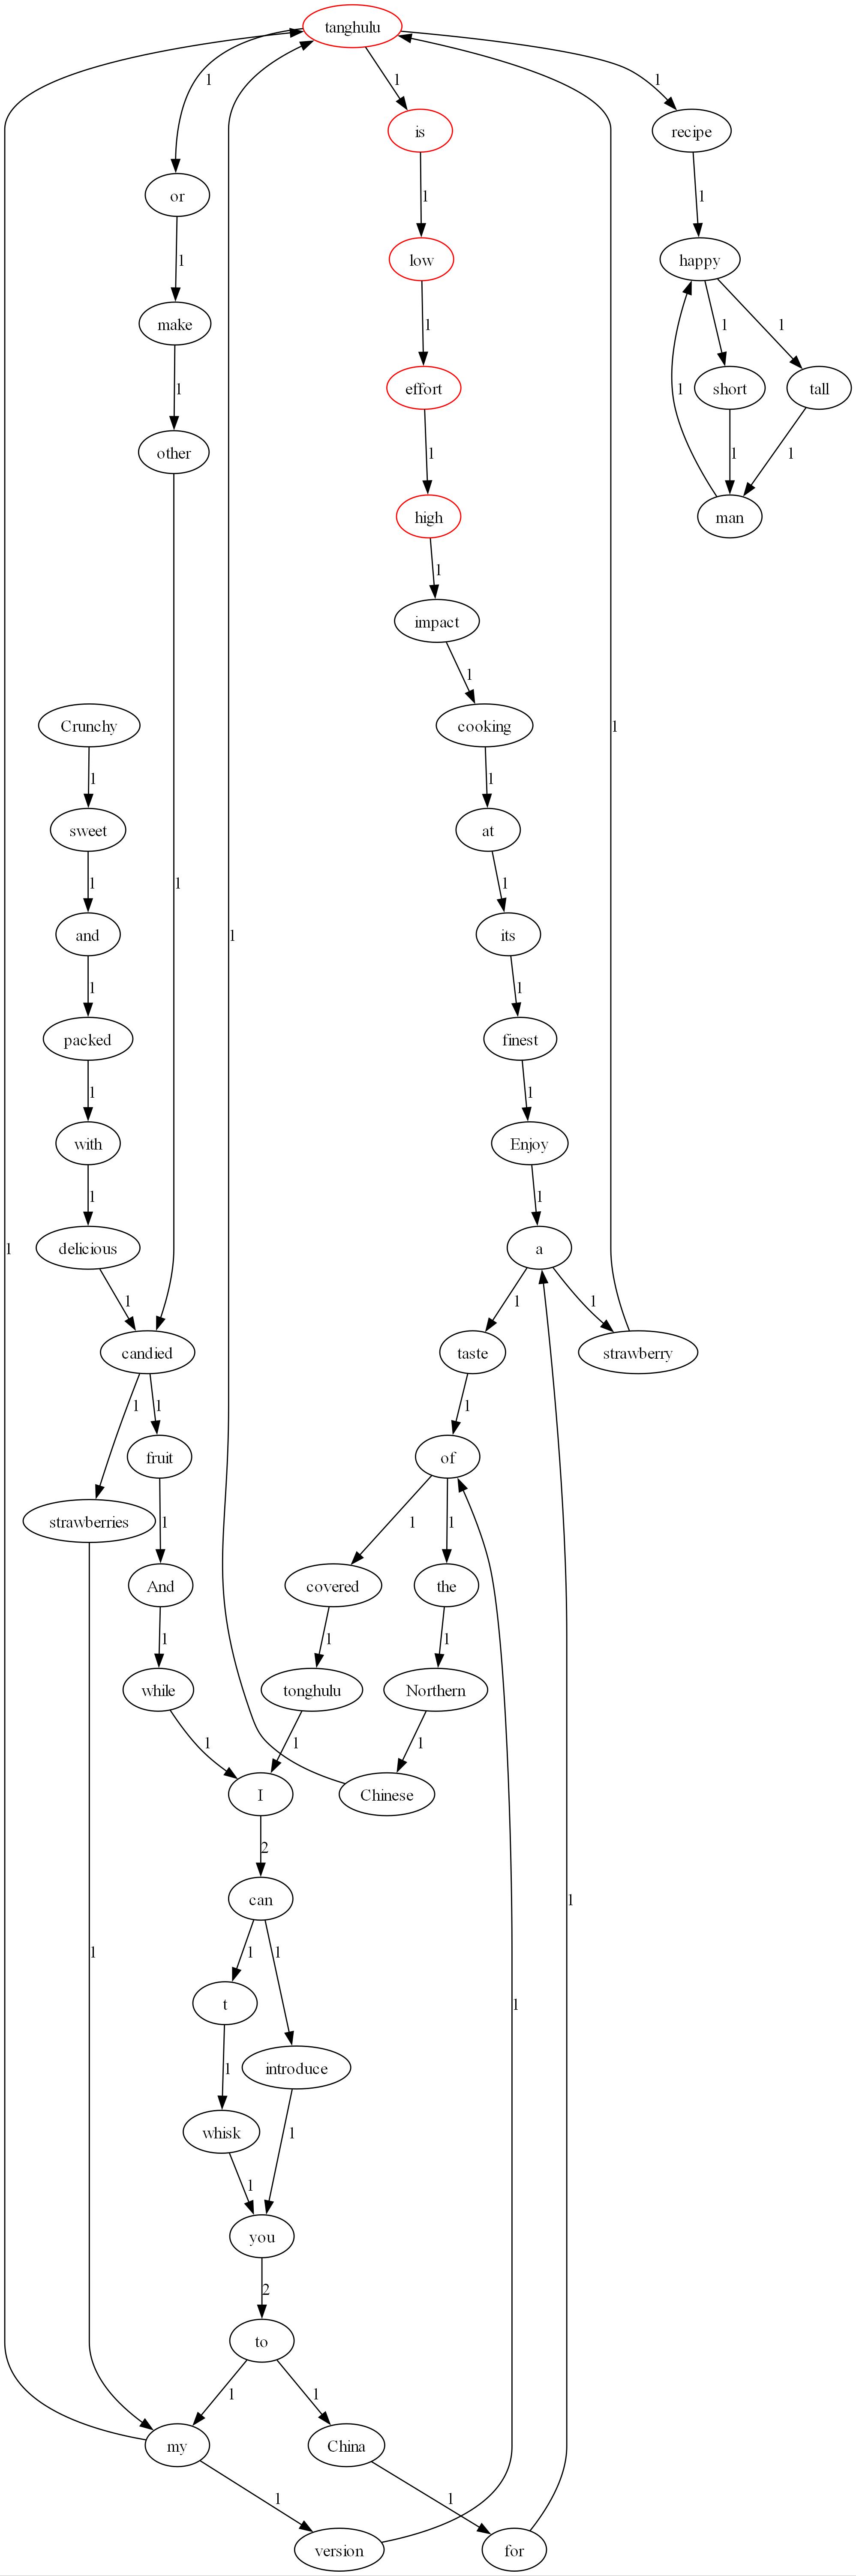 tanghulu
1
1
1
1
is
recipe
or
1
1
low
happy
make
1
1
1
1
effort
short
tall
1
1
other
1
1
1
high
man
1
impact
1
Crunchy
cooking
1
1
1
sweet
at
1
1
1
and
its
1
1
1
packed
finest
1
1
with
Enjoy
1
1
1
delicious
a
1
1
1
candied
taste
strawberry
1
1
1
fruit
of
strawberries
1
1
1
And
covered
the
1
1
1
while
tonghulu
Northern
1
1
1
I
Chinese
2
can
1
1
1
1
t
introduce
1
1
whisk
1
1
you
2
to
1
1
my
China
1
1
version
for